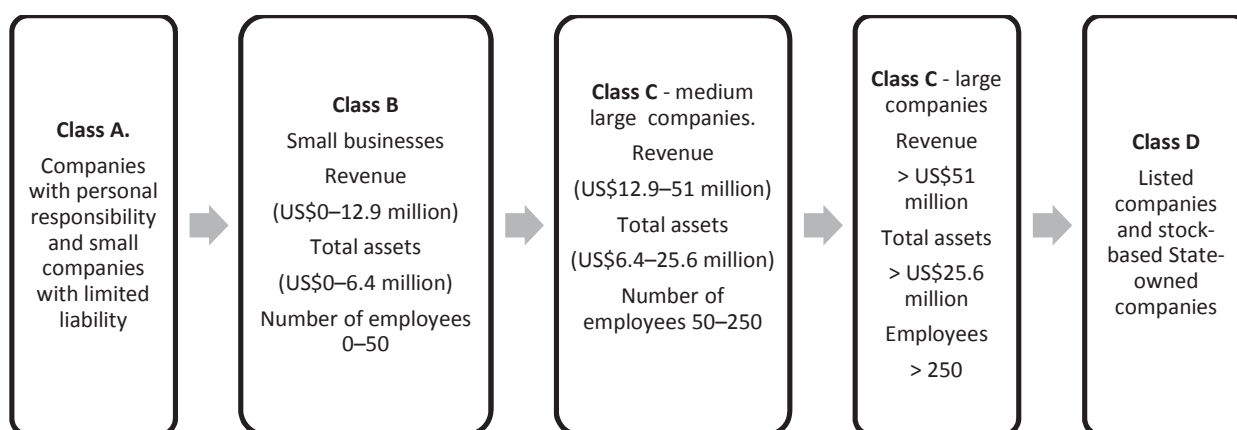 Class A.
Companies
with personal
responsibility
and small
companies
with limited
liability
Class B
Small businesses
Revenue
(US$0–12.9 million)
Total assets
(US$0–6.4 million)
Number of employees
0–50
Class C - medium
large companies.
Revenue
(US$12.9–51 million)
Total assets
(US$6.4–25.6 million)
Number of
employees 50–250
Class C - large
companies
Revenue
> US$51
million
Total assets
> US$25.6
million
Employees
> 250
Class D
Listed
companies
and stock-
based State-
owned
companies